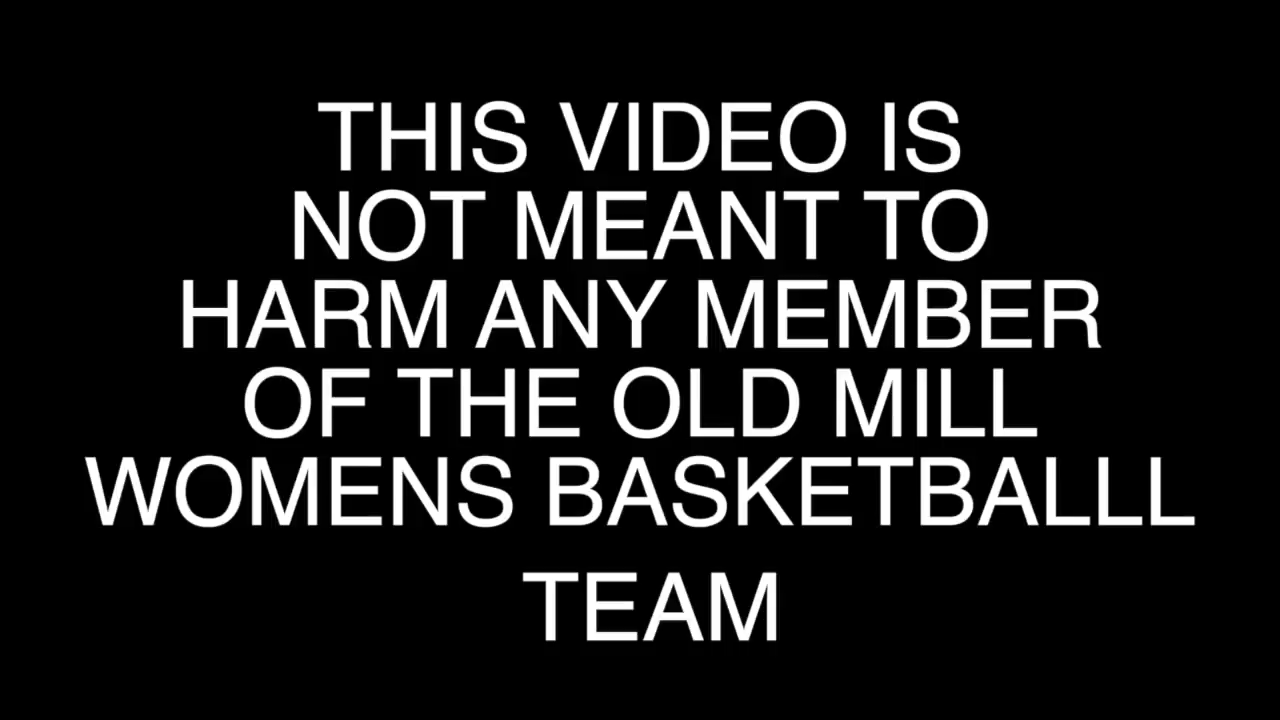 THIS VIDEO IS
NOT MEANT TO
HARM ANY MEMBER
OF THE OLD MILL
WOMENS BASKETBALLL
TEAM